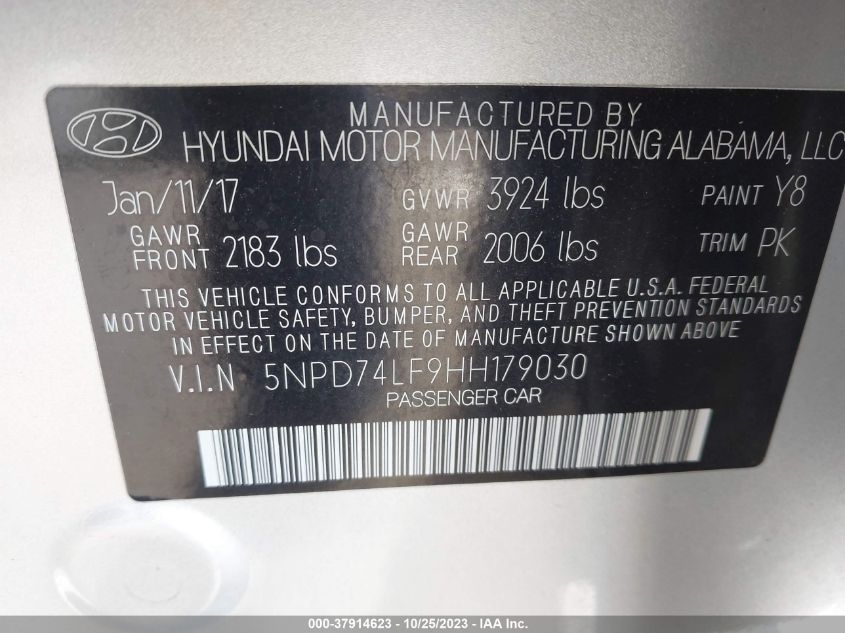 MANUFACTURED BY
HYUNDAI MOTOR MANUFACTURING ALABAMA, LLC
Jan/11/17 GVWR 3924 lbs PAINT Y8
GAWR FRONT 2183 lbs GAWR REAR 2006 lbs TRIM PK
THIS VEHICLE CONFORMS TO ALL APPLICABLE U.S.A. FEDERAL
MOTOR VEHICLE SAFETY, BUMPER, AND THEFT PREVENTION STANDARDS
IN EFFECT ON THE DATE OF MANUFACTURE SHOWN ABOVE
V.I.N 5NPD74LF9HH179030
PASSENGER CAR
000-37914623 - 10/25/2023 - IAA Inc.